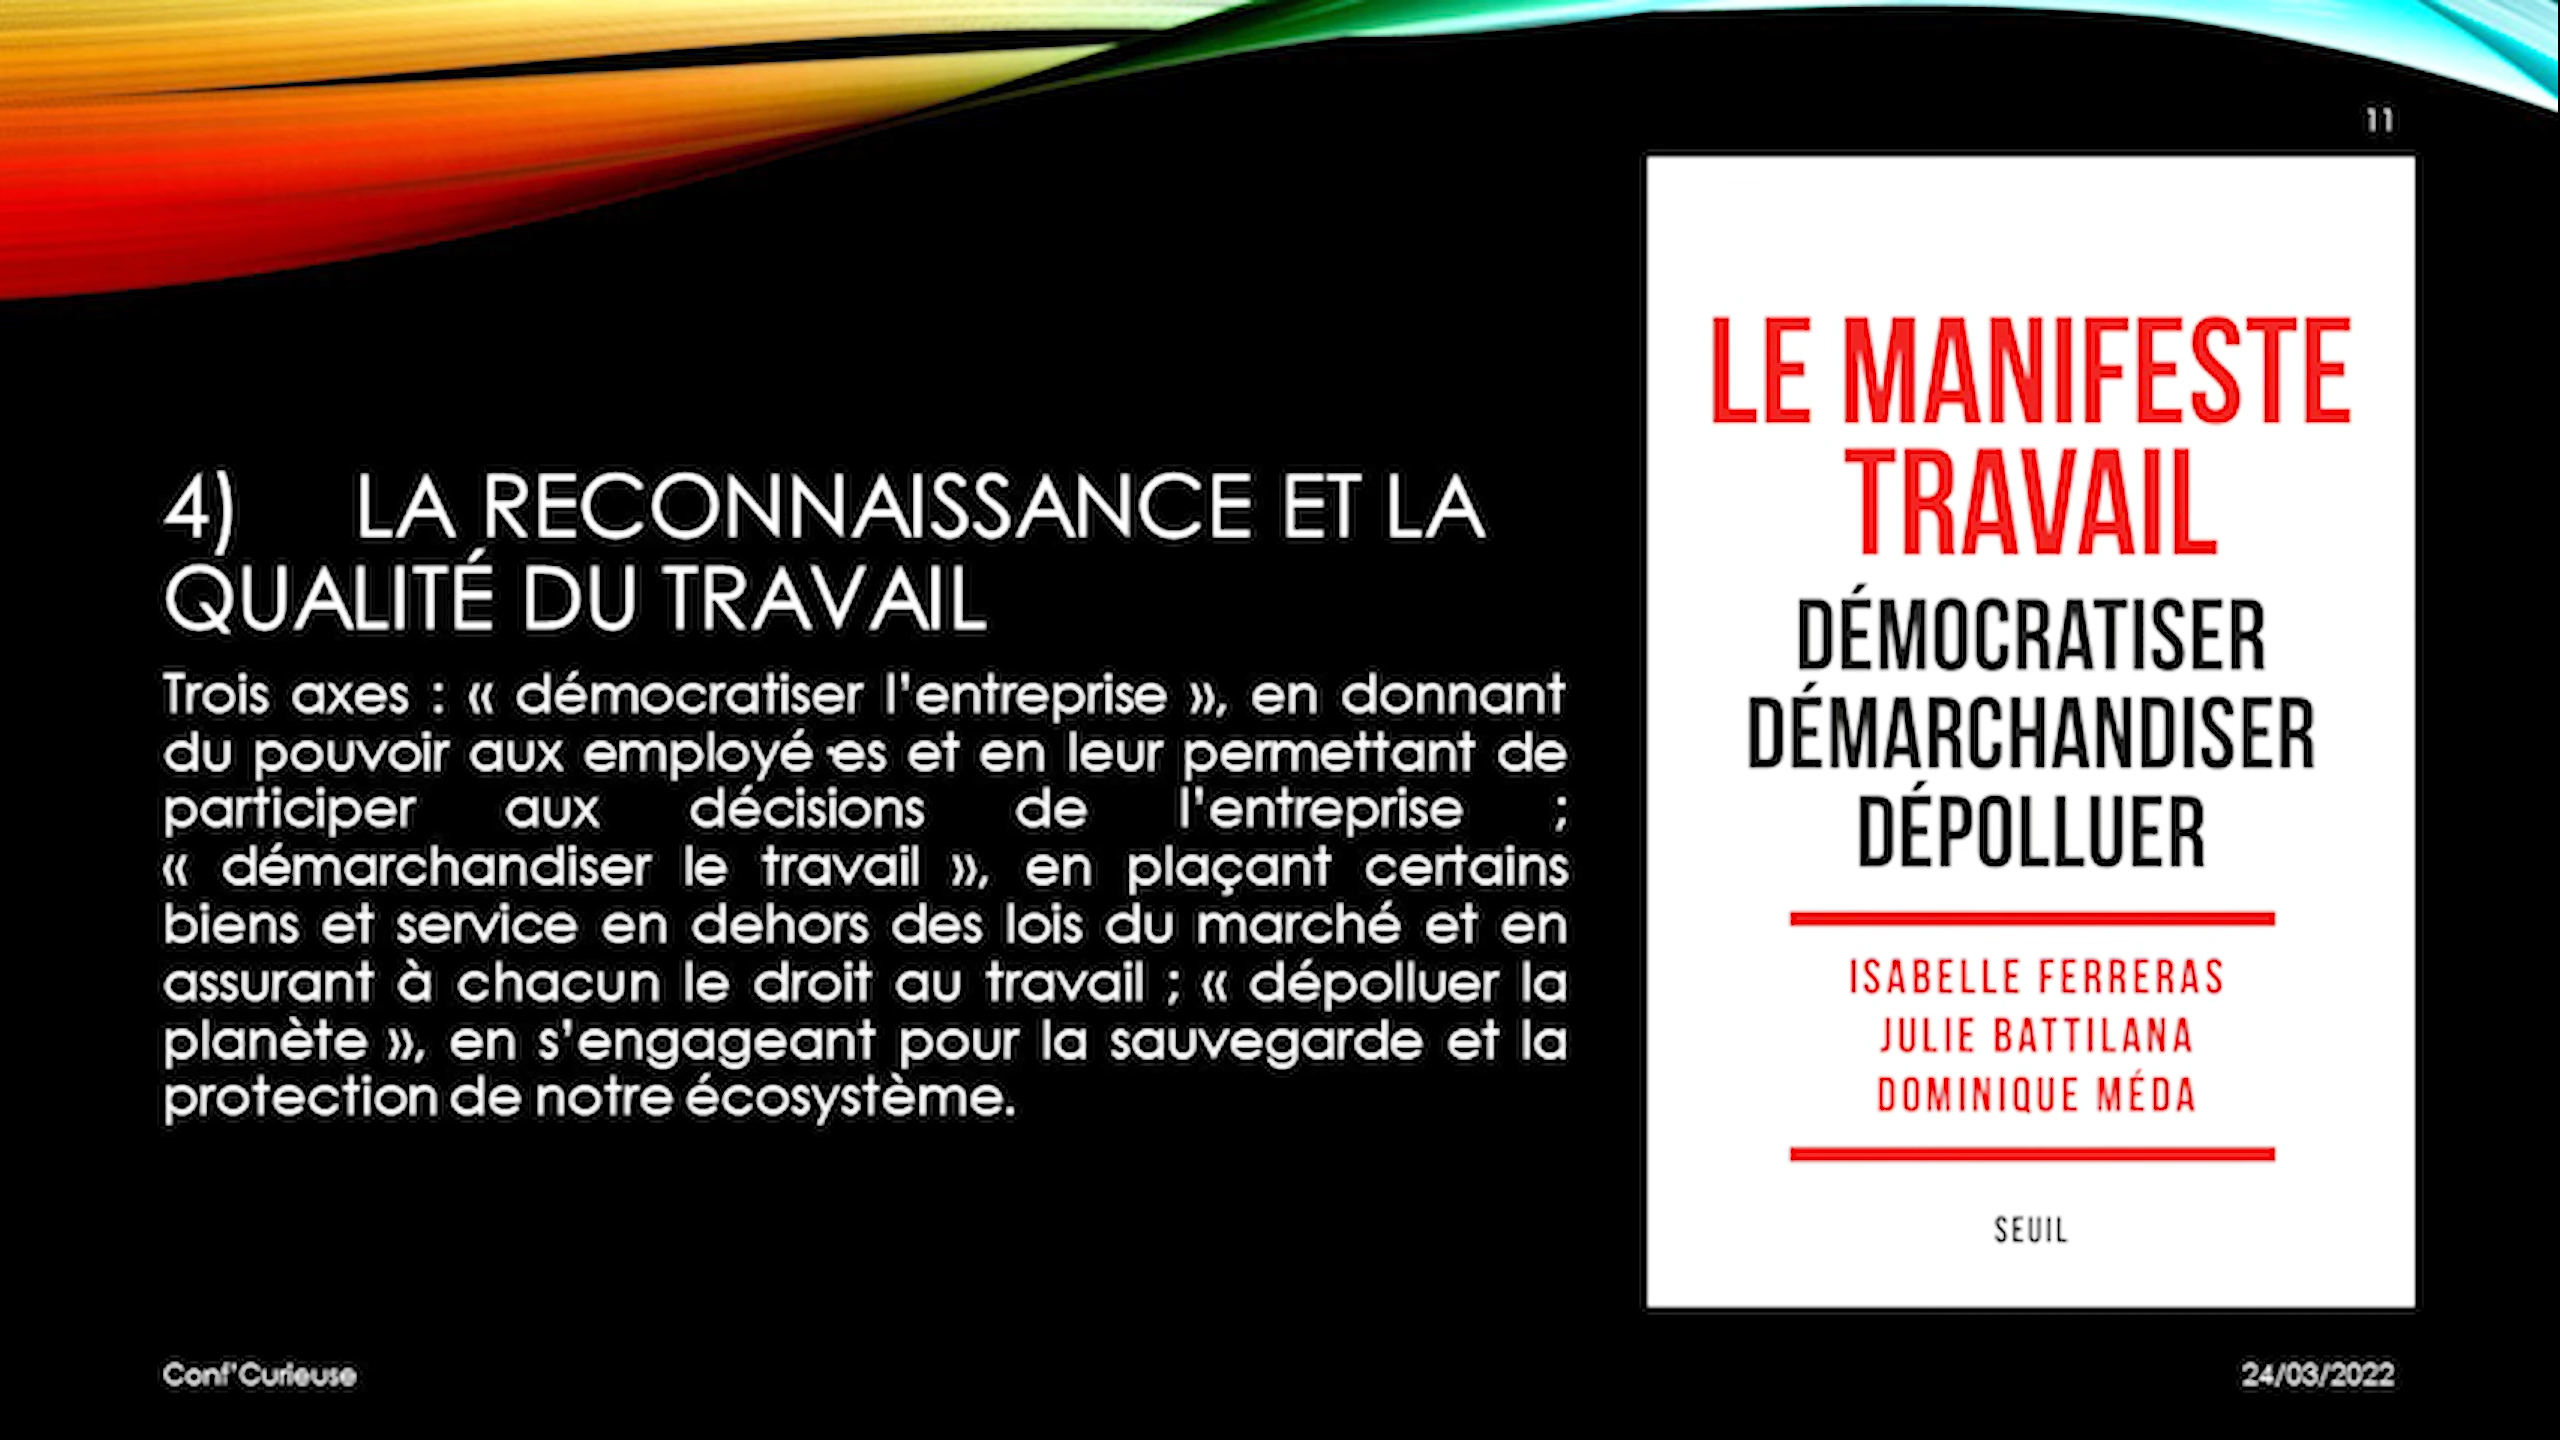 11
4) LA RECONNAISSANCE ET LA
QUALITÉ DU TRAVAIL
Trois axes : « démocratiser l’entreprise », en donnant
du pouvoir aux employé·es et en leur permettant de
participer aux décisions de l’entreprise ;
« démarchandiser le travail », en plaçant certains
biens et service en dehors des lois du marché et en
assurant à chacun le droit au travail ; « dépolluer la
planète », en s’engageant pour la sauvegarde et la
protection de notre écosystème.
LE MANIFESTE
TRAVAIL
DÉMOCRATISER
DÉMARCHANDISER
DÉPOLLUER
ISABELLE FERRERAS
JULIE BATTILANA
DOMINIQUE MÉDA
SEUIL
Conf’Curieuse
24/03/2022